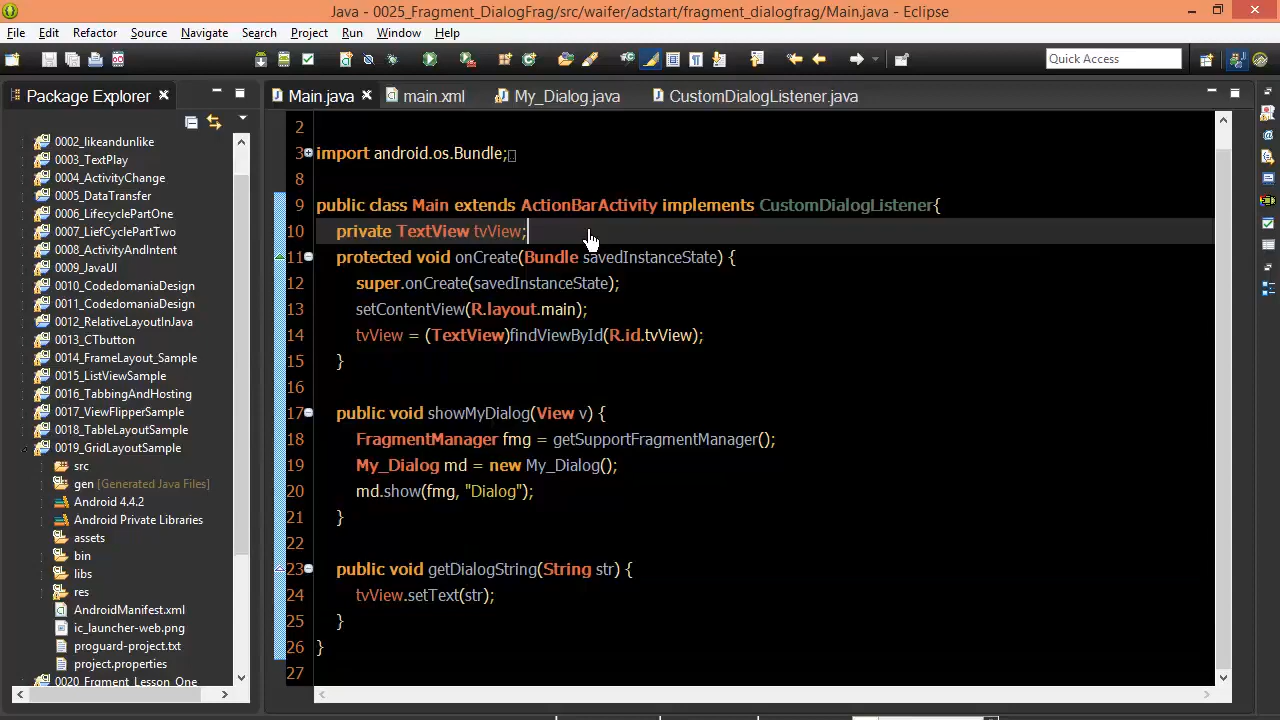 Java - 0025_Fragment_DialogFrag/src/waifer/adstart/fragment_dialogfrag/Main.java - Eclipse
File Edit Refactor Source Navigate Search Project Run Window Help
Quick Access
Package Explorer
Main.java main.xml My_Dialog.java CustomDialogListener.java
0002_likeandunlike
0003_TextPlay
0004_ActivityChange
0005_DataTransfer
0006_LifecyclePartOne
0007_LiefCyclePartTwo
0008_ActivityAndIntent
0009_JavaUI
0010_CodedomaniaDesign
0011_CodedomaniaDesign
0012_RelativeLayoutInJava
0013_CTbutton
0014_FrameLayout_Sample
0015_ListViewSample
0016_TabbingAndHosting
0017_ViewFlipperSample
0018_TableLayoutSample
0019_GridLayoutSample
src
gen [Generated Java Files]
Android 4.4.2
Android Private Libraries
assets
bin
libs
res
AndroidManifest.xml
ic_launcher-web.png
proguard-project.txt
project.properties
0020_Frgment_Lesson_One
2
3 import android.os.Bundle;
8
9 public class Main extends ActionBarActivity implements CustomDialogListener{
10 private TextView tvView;
11 protected void onCreate(Bundle savedInstanceState) {
12 super.onCreate(savedInstanceState);
13 setContentView(R.layout.main);
14 tvView = (TextView)findViewById(R.id.tvView);
15 }
16
17 public void showMyDialog(View v) {
18 FragmentManager fmg = getSupportFragmentManager();
19 My_Dialog md = new My_Dialog();
20 md.show(fmg, "Dialog");
21 }
22
23 public void getDialogString(String str) {
24 tvView.setText(str);
25 }
26 }
27